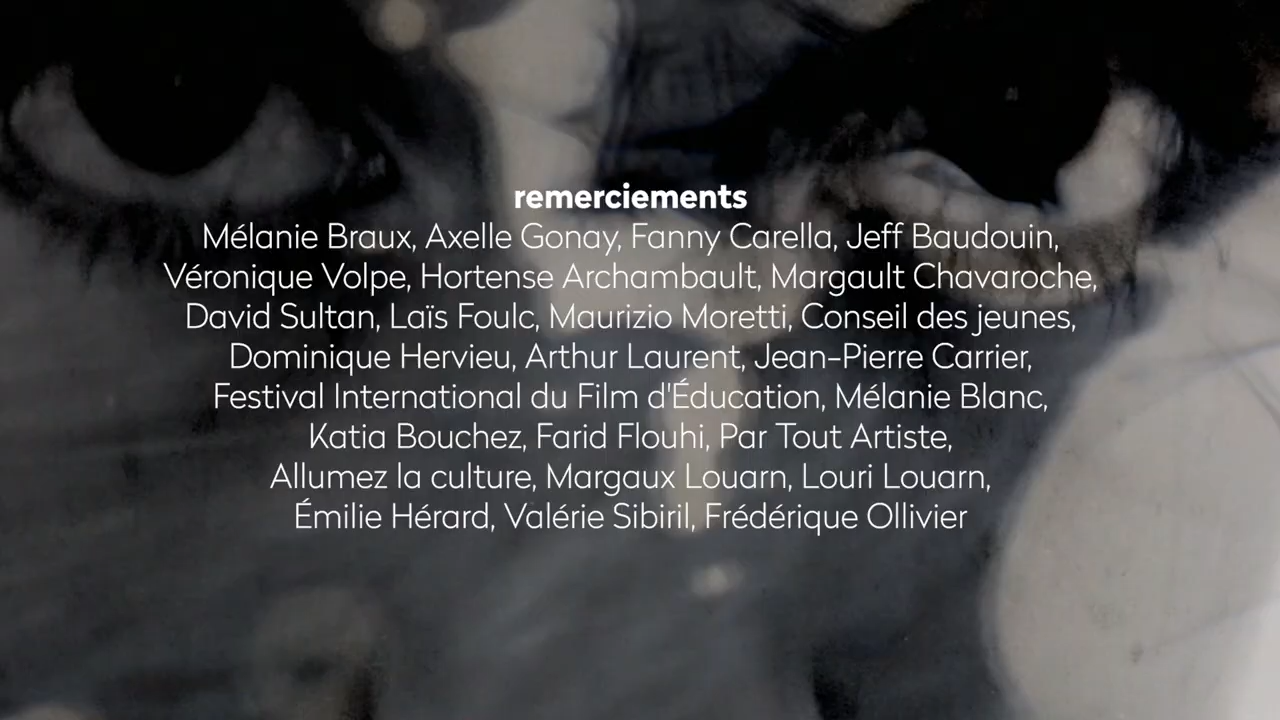 remerciements
Mélanie Braux, Axelle Gonay, Fanny Carella, Jeff Baudouin,
Véronique Volpe, Hortense Archambault, Margault Chavaroche,
David Sultan, Laïs Foulc, Maurizio Moretti, Conseil des jeunes,
Dominique Hervieu, Arthur Laurent, Jean-Pierre Carrier,
Festival International du Film d'Éducation, Mélanie Blanc,
Katia Bouchez, Farid Flouhi, Par Tout Artiste,
Allumez la culture, Margaux Louarn, Louri Louarn,
Émilie Hérard, Valérie Sibiril, Frédérique Ollivier